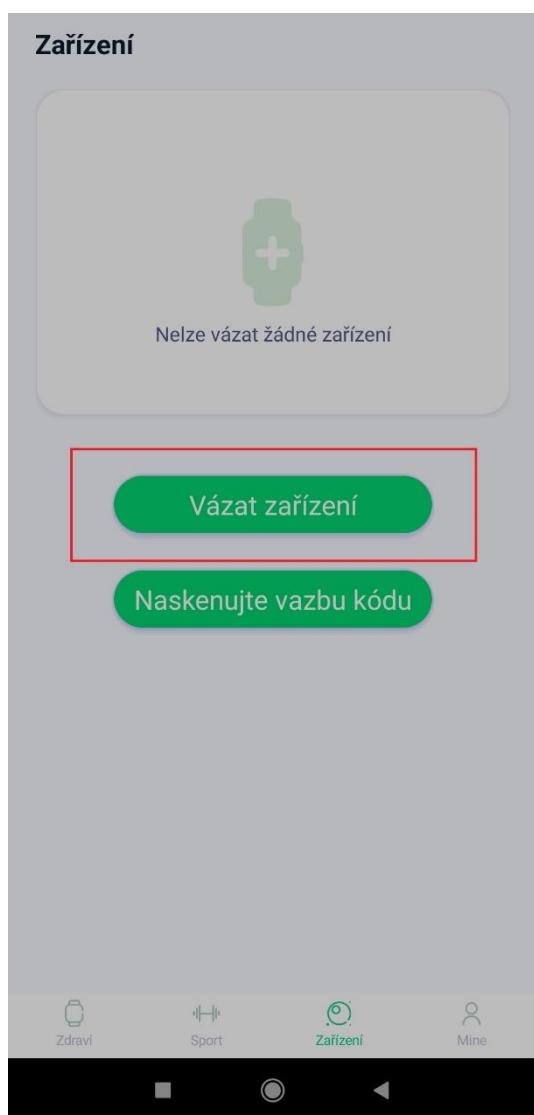 Zařízení
Nelze vázat žádné zařízení
Vázat zařízení
Naskenujte vazbu kódu
Zdraví
Sport
Zařízení
Mine